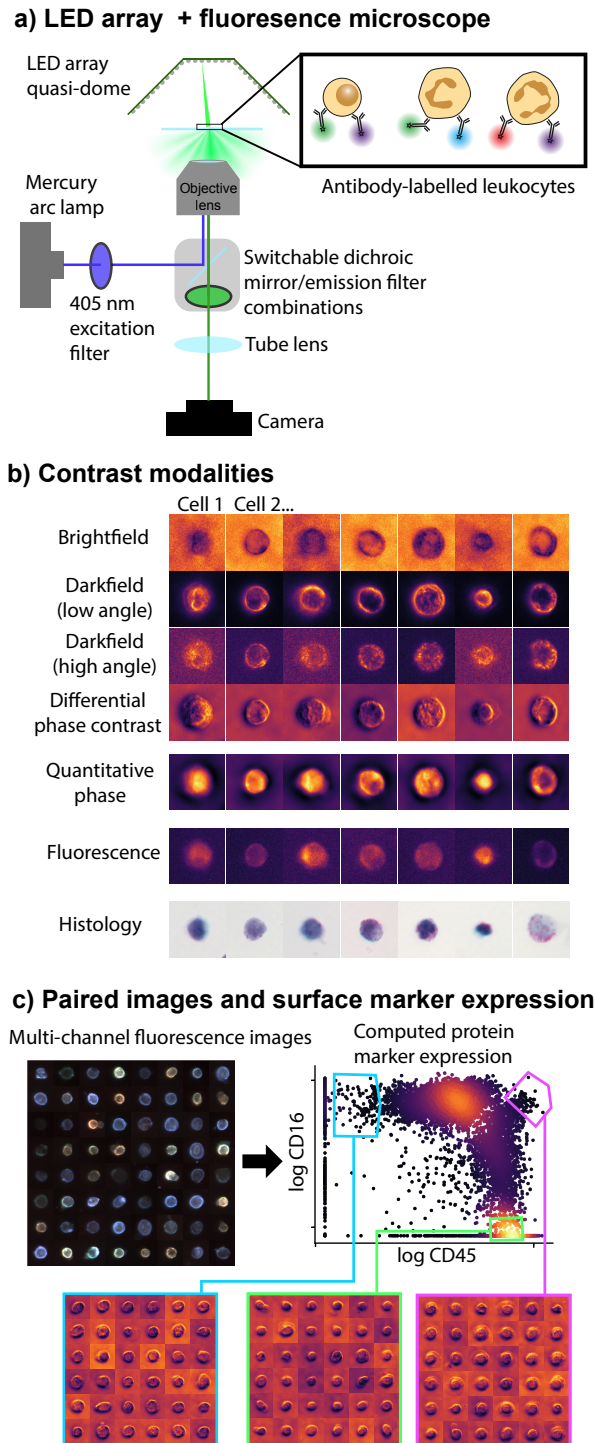 a) LED array + fluoresence microscope
LED array
quasi-dome
Mercury
arc lamp
Objective
lens
Antibody-labelled leukocytes
405 nm
excitation
filter
Switchable dichroic
mirror/emission filter
combinations
Tube lens
Camera
b) Contrast modalities
Cell 1 Cell 2...
Brightfield
Darkfield
(low angle)
Darkfield
(high angle)
Differential
phase contrast
Quantitative
phase
Fluorescence
Histology
c) Paired images and surface marker expression
Multi-channel fluorescence images
Computed protein
marker expression
log CD16
log CD45